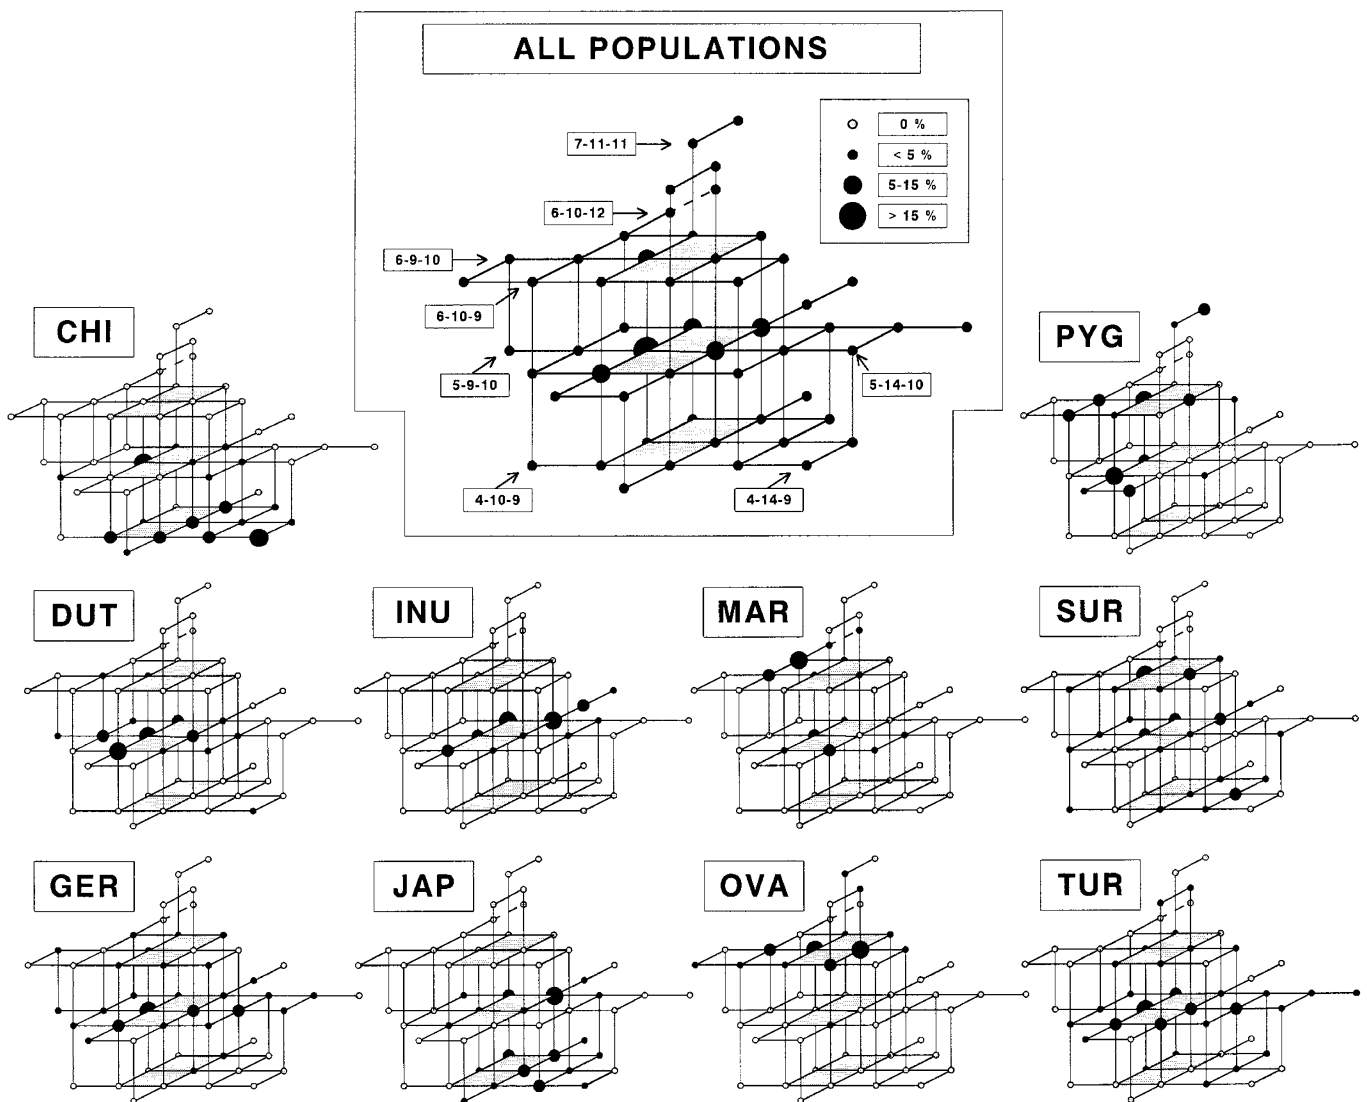 ALL POPULATIONS
0 %
< 5 %
5-15 %
> 15 %
7-11-11
6-10-12
6-9-10
6-10-9
5-9-10
5-14-10
4-10-9
4-14-9
CHI
PYG
DUT
INU
MAR
SUR
GER
JAP
OVA
TUR